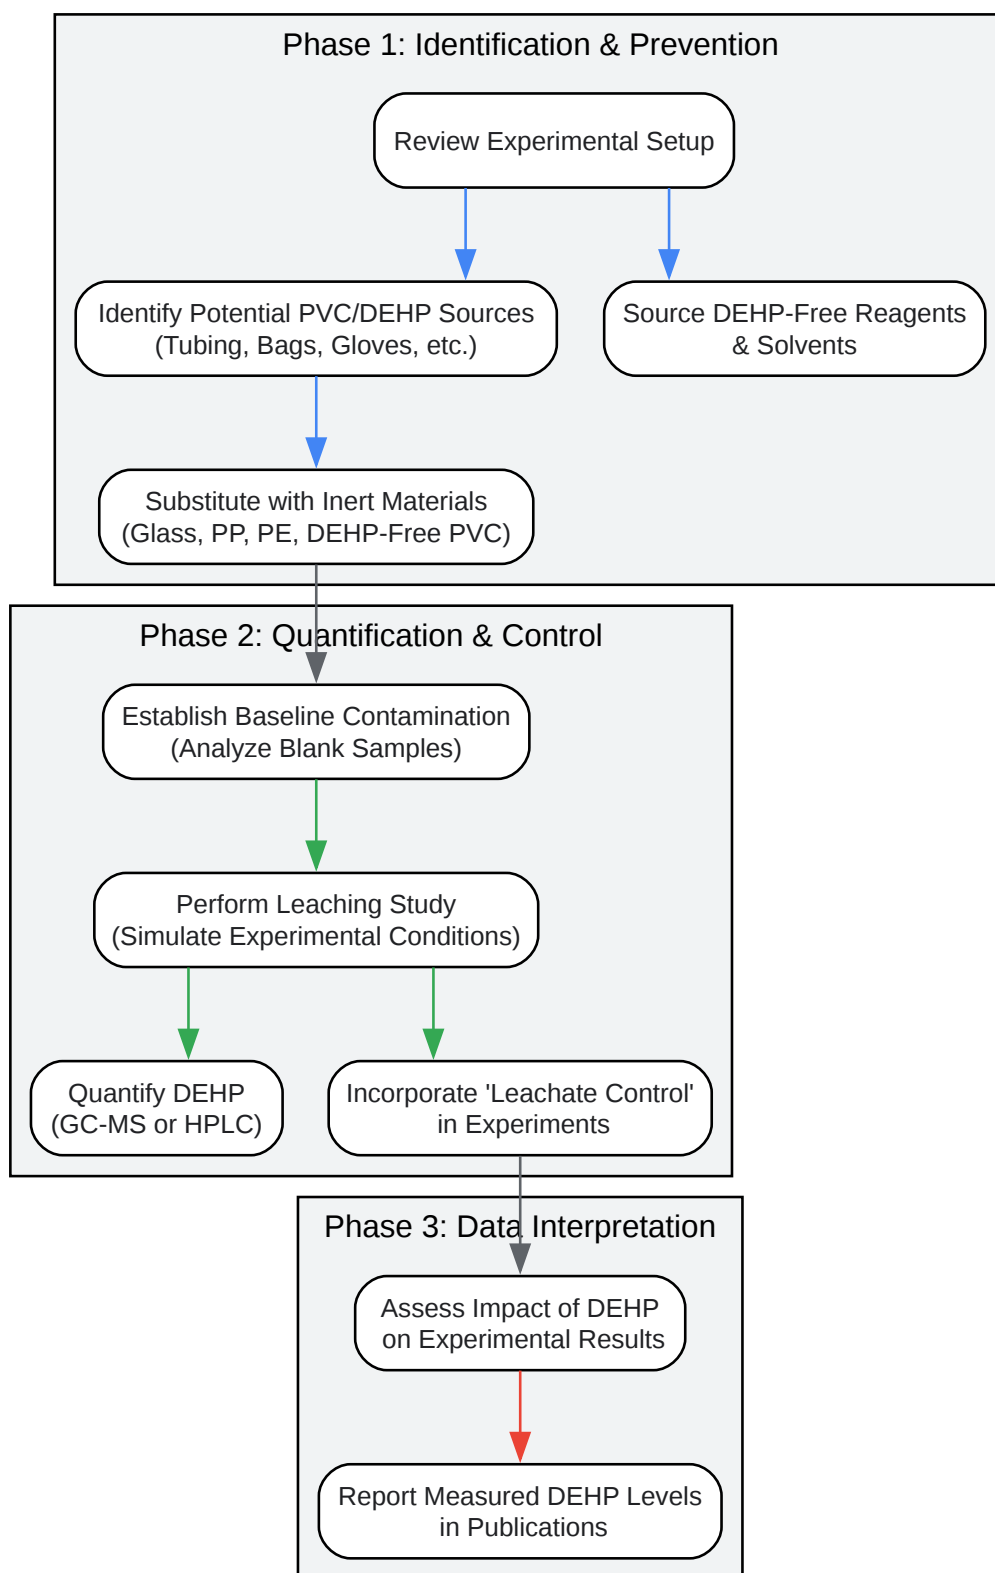 Phase 1: Identification & Prevention
Review Experimental Setup
Identify Potential PVC/DEHP Sources
(Tubing, Bags, Gloves, etc.)
Source DEHP-Free Reagents
& Solvents
Substitute with Inert Materials
(Glass, PP, PE, DEHP-Free PVC)
Phase 2: Quantification & Control
Establish Baseline Contamination
(Analyze Blank Samples)
Perform Leaching Study
(Simulate Experimental Conditions)
Quantify DEHP
(GC-MS or HPLC)
Incorporate 'Leachate Control'
in Experiments
Phase 3: Data Interpretation
Assess Impact of DEHP
on Experimental Results
Report Measured DEHP Levels
in Publications